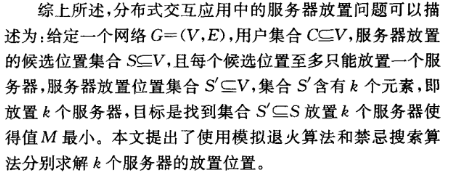 综上所述,分布式交互应用中的服务器放置问题可以描
述为:给定一个网络 G=(V,E),用户集合 C⊆V,服务器放置
的候选位置集合 S⊆V,且每个候选位置至多只能放置一个服
务器,服务器放置位置集合 S′⊆V,集合 S′含有 k 个元素,即
放置 k 个服务器,目标是找到集合 S′⊆S 放置 k 个服务器使
得值 M 最小。本文提出了使用模拟退火算法和禁忌搜索算
法分别求解 k 个服务器的放置位置。